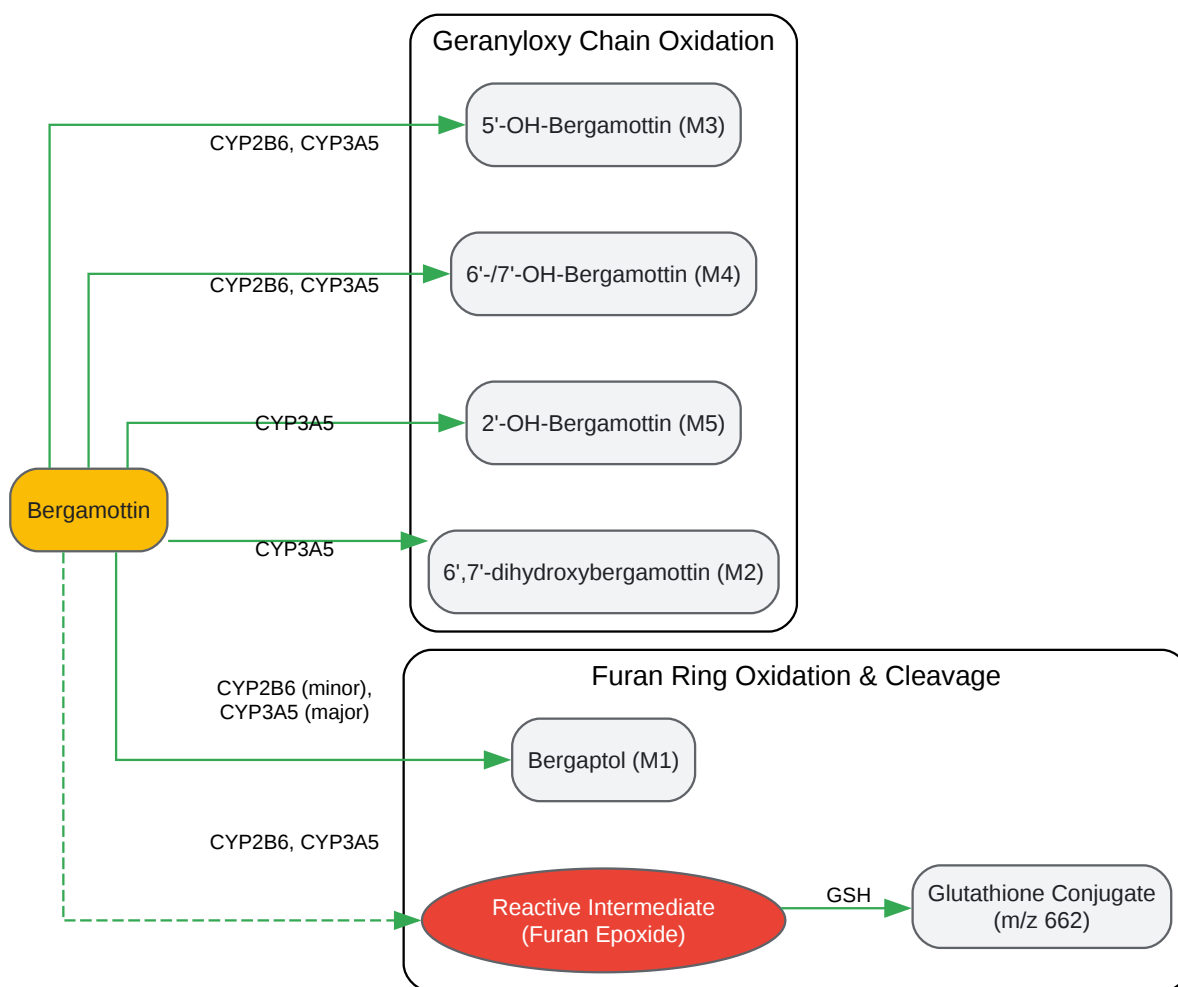 Geranyloxy Chain Oxidation
5'-OH-Bergamottin (M3)
CYP2B6, CYP3A5
6'-/7'-OH-Bergamottin (M4)
CYP2B6, CYP3A5
2'-OH-Bergamottin (M5)
CYP3A5
Bergamottin
CYP3A5
6',7'-dihydroxybergamottin (M2)
Furan Ring Oxidation & Cleavage
CYP2B6 (minor),
CYP3A5 (major)
Bergaptol (M1)
CYP2B6, CYP3A5
Reactive Intermediate
(Furan Epoxide)
GSH
Glutathione Conjugate
(m/z 662)